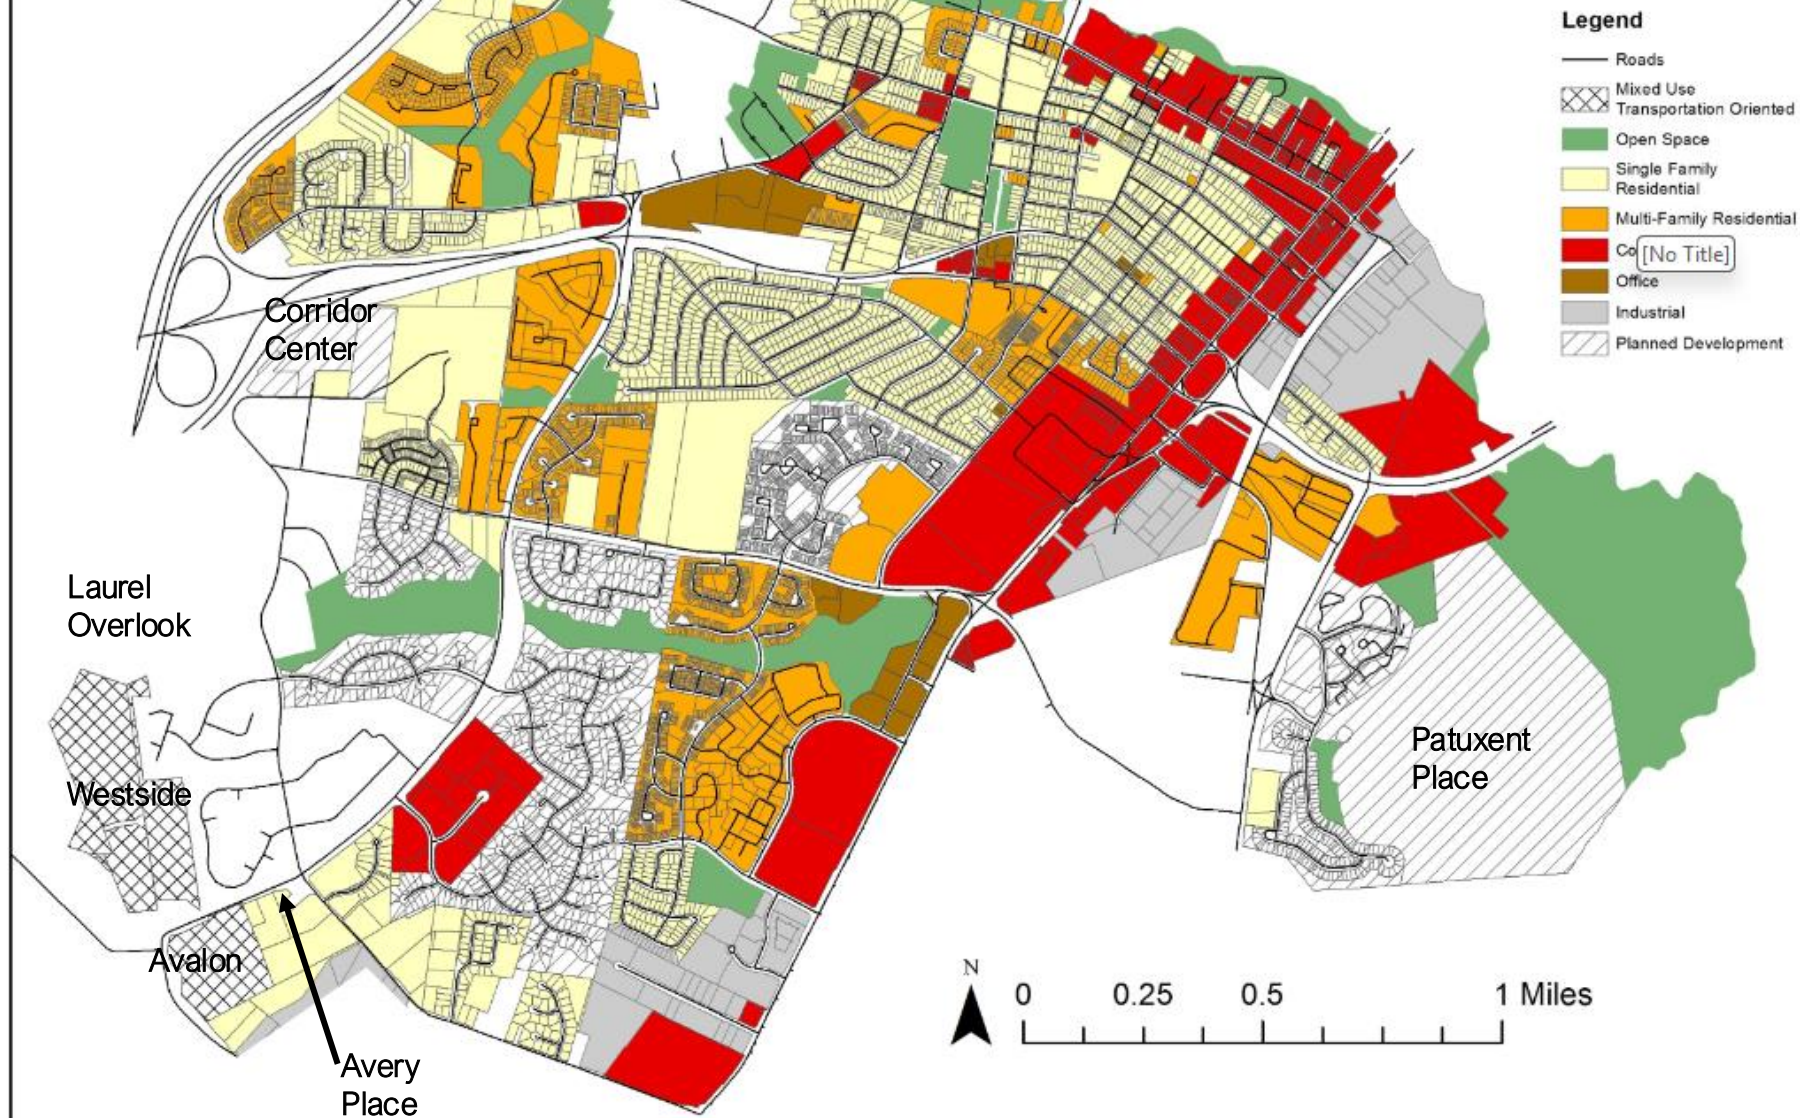 Legend
Roads
Mixed Use
Transportation Oriented
Open Space
Single Family
Residential
Multi-Family Residential
Co
[No Title]
Office
Industrial
Planned Development
Corridor
Center
Laurel
Overlook
Westside
Patuxent
Place
Avalon
Avery
Place
N
0 0.25 0.5 1 Miles